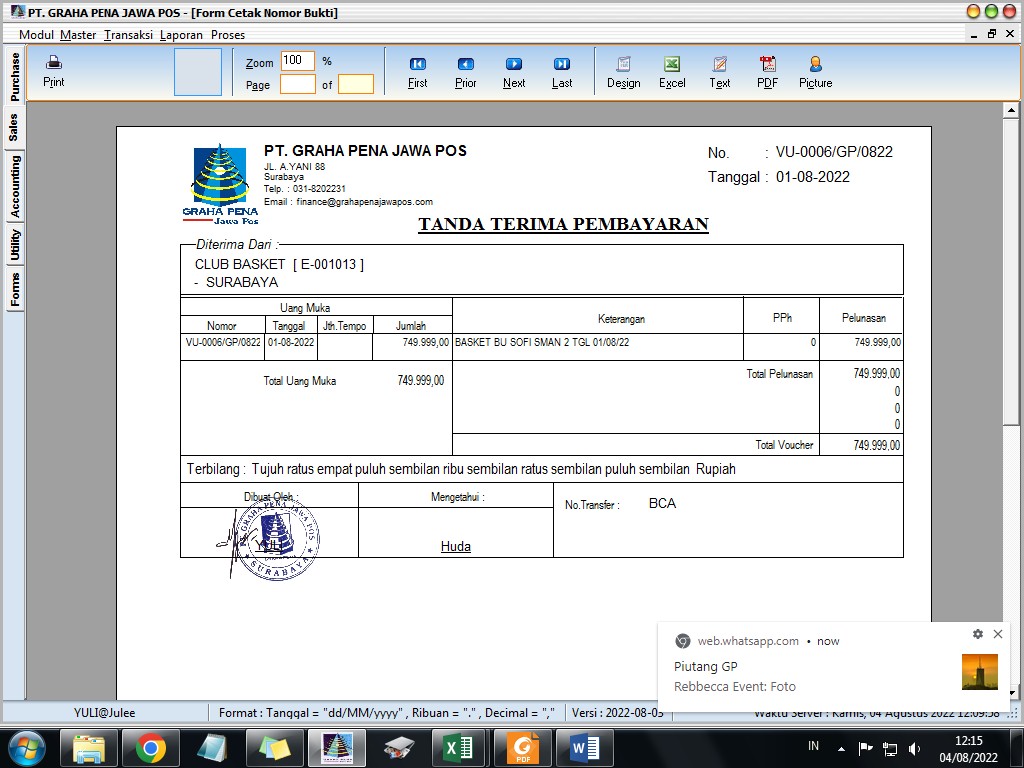 PT. GRAHA PENA JAWA POS - [Form Cetak Nomor Bukti]
Modul Master Transaksi Laporan Proses
Print
Zoom 100 %
Page of
First Prior Next Last Design Excel Text PDF Picture
Purchase
Sales
Accounting
Utility
Forms
GRAHA PENA
Jawa Pos
PT. GRAHA PENA JAWA POS
JL. A.YANI 88
Surabaya
Telp. : 031-8202231
Email : finance@grahapenajawapos.com
No. : VU-0006/GP/0822
Tanggal : 01-08-2022
TANDA TERIMA PEMBAYARAN
Diterima Dari :
CLUB BASKET [ E-001013 ]
- SURABAYA
Uang Muka
Nomor Tanggal Jth.Tempo Jumlah Keterangan PPh Pelunasan
VU-0006/GP/0822 01-08-2022 749.999,00 BASKET BU SOFI SMAN 2 TGL 01/08/22 0 749.999,00
Total Uang Muka 749.999,00
Total Pelunasan 749.999,00
0
0
0
Total Voucher 749.999,00
Terbilang : Tujuh ratus empat puluh sembilan ribu sembilan ratus sembilan puluh sembilan Rupiah
Dibuat Oleh : Mengetahui : No.Transfer : BCA
PT. GRAHA PENA JAWA POS
SURABAYA
YULI
Huda
web.whatsapp.com • now
Piutang GP
Rebbecca Event: Foto
YULI@Julee Format : Tanggal = "dd/MM/yyyy" , Ribuan = "." , Decimal = "," Versi : 2022-08-03 Waktu Server : Kamis, 04 Agustus 2022 12:09:58
PDF
IN
12:15
04/08/2022